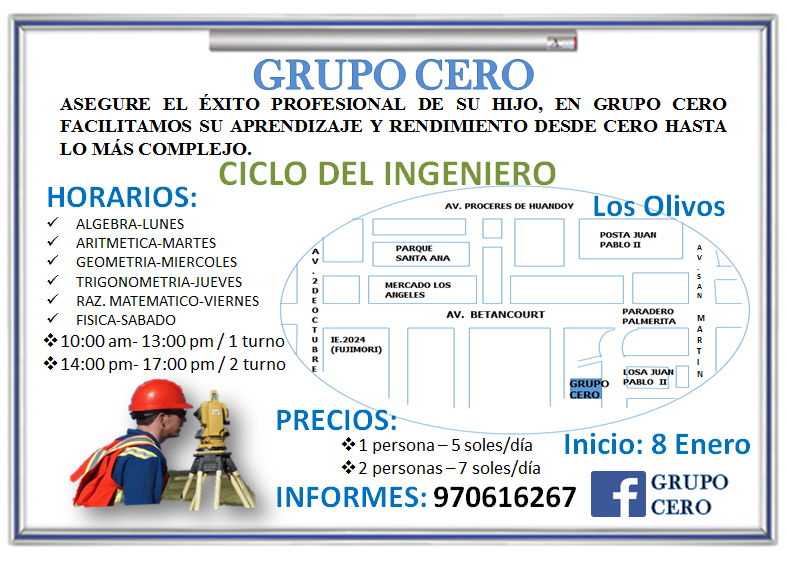 GRUPO CERO
ASEGURE EL ÉXITO PROFESIONAL DE SU HIJO, EN GRUPO CERO
FACILITAMOS SU APRENDIZAJE Y RENDIMIENTO DESDE CERO HASTA
LO MÁS COMPLEJO.
CICLO DEL INGENIERO
HORARIOS:
✓ ALGEBRA-LUNES
✓ ARITMETICA-MARTES
✓ GEOMETRIA-MIERCOLES
✓ TRIGONOMETRIA-JUEVES
✓ RAZ. MATEMATICO-VIERNES
✓ FISICA-SABADO
❖10:00 am- 13:00 pm / 1 turno
❖14:00 pm- 17:00 pm / 2 turno
Los Olivos
AV. PROCERES DE HUANDOY
POSTA JUAN
PABLO II
PARQUE
SANTA ANA
AV. 2 DE OCTUBRE
MERCADO LOS
ANGELES
AV. SAN MARTIN
AV. BETANCOURT
PARADERO
PALMERITA
IE.2024
(FUJIMORI)
LOSA JUAN
PABLO II
GRUPO
CERO
PRECIOS:
❖1 persona – 5 soles/día
❖2 personas – 7 soles/día
Inicio: 8 Enero
INFORMES: 970616267
f GRUPO
CERO